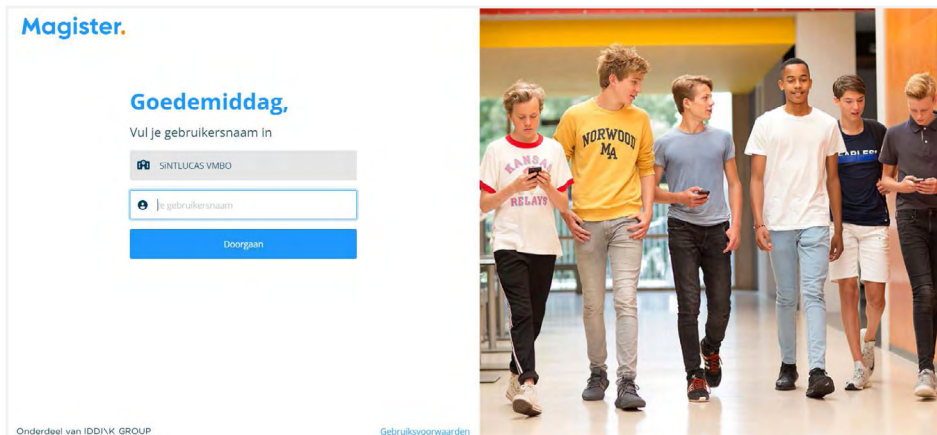 Magister.
Goedemiddag,
Vul je gebruikersnaam in
SiNTLUCAS VMBO
Je gebruikersnaam
Doorgaan
Onderdeel van IDDINK GROUP
Gebruiksvoorwaarden
KANSAS
RELAYS
NORWOOD
MA